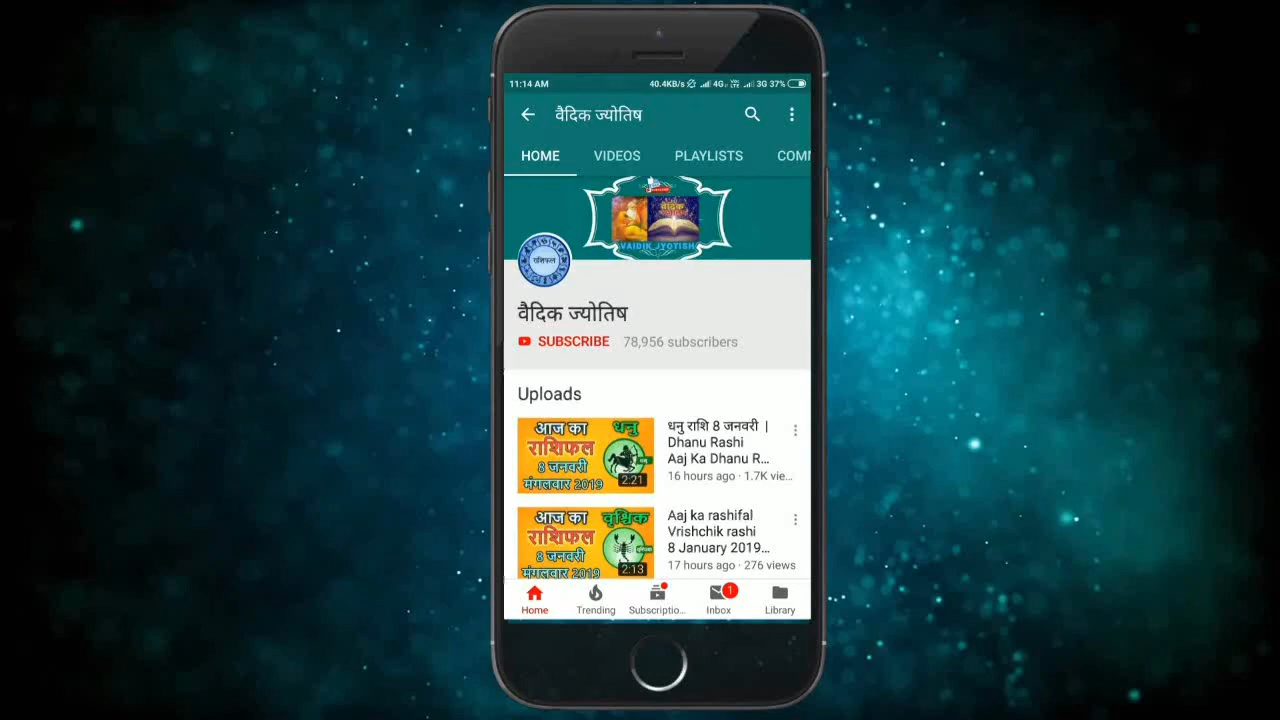 11:14 AM
40.4KB/s 4G 3G 37%
वैदिक ज्योतिष
HOME VIDEOS PLAYLISTS COMM
वैदिक
VAIDIK JYOTISH
राशिफल
वैदिक ज्योतिष
SUBSCRIBE 78,956 subscribers
Uploads
आज का धनु
राशिफल
8 जनवरी
मंगलवार 2019
2:21
धनु राशि 8 जनवरी |
Dhanu Rashi
Aaj Ka Dhanu R...
16 hours ago · 1.7K vie...
आज का वृश्चिक
राशिफल
8 जनवरी
मंगलवार 2019
2:13
Aaj ka rashifal
Vrishchik rashi
8 January 2019...
17 hours ago · 276 views
1
Home Trending Subscriptio... Inbox Library